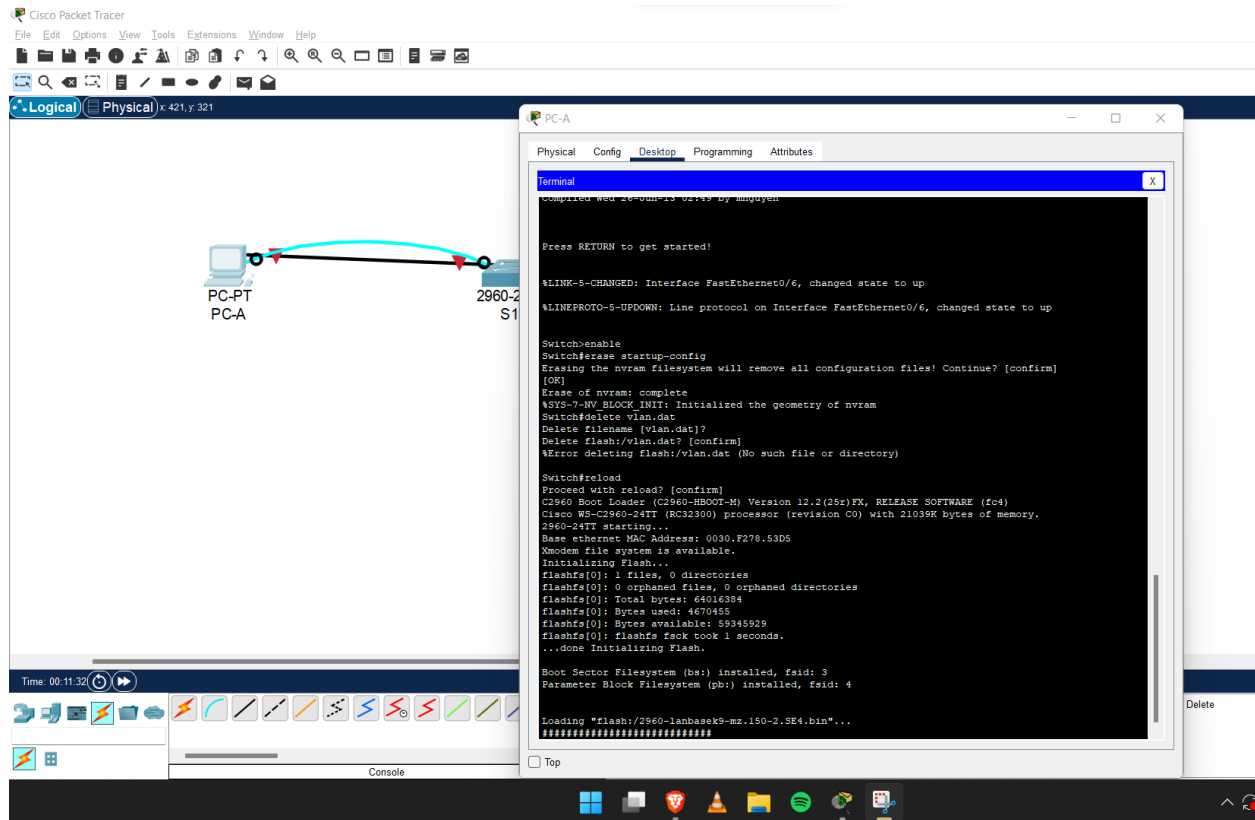 Cisco Packet Tracer
File Edit Options View Tools Extensions Window Help
Logical Physical x: 421, y: 321
PC-PT
PC-A
2960-2
S1
Time: 00:11:32
Console
Delete
PC-A
Physical Config Desktop Programming Attributes
Terminal X
Compiled Wed 26-Jun-13 02:49 by mnguyen
Press RETURN to get started!
%LINK-5-CHANGED: Interface FastEthernet0/6, changed state to up
%LINEPROTO-5-UPDOWN: Line protocol on Interface FastEthernet0/6, changed state to up
Switch>enable
Switch#erase startup-config
Erasing the nvram filesystem will remove all configuration files! Continue? [confirm]
[OK]
Erase of nvram: complete
%SYS-7-NV_BLOCK_INIT: Initialized the geometry of nvram
Switch#delete vlan.dat
Delete filename [vlan.dat]?
Delete flash:/vlan.dat? [confirm]
%Error deleting flash:/vlan.dat (No such file or directory)
Switch#reload
Proceed with reload? [confirm]
C2960 Boot Loader (C2960-HBOOT-M) Version 12.2(25r)FX, RELEASE SOFTWARE (fc4)
Cisco WS-C2960-24TT (RC32300) processor (revision C0) with 21039K bytes of memory.
2960-24TT starting...
Base ethernet MAC Address: 0030.F278.53D5
Xmodem file system is available.
Initializing Flash...
flashfs[0]: 1 files, 0 directories
flashfs[0]: 0 orphaned files, 0 orphaned directories
flashfs[0]: Total bytes: 64016384
flashfs[0]: Bytes used: 4670455
flashfs[0]: Bytes available: 59345929
flashfs[0]: flashfs fsck took 1 seconds.
...done Initializing Flash.
Boot Sector Filesystem (bs:) installed, fsid: 3
Parameter Block Filesystem (pb:) installed, fsid: 4
Loading "flash:/2960-lanbasek9-mz.150-2.SE4.bin"...
############################
Top